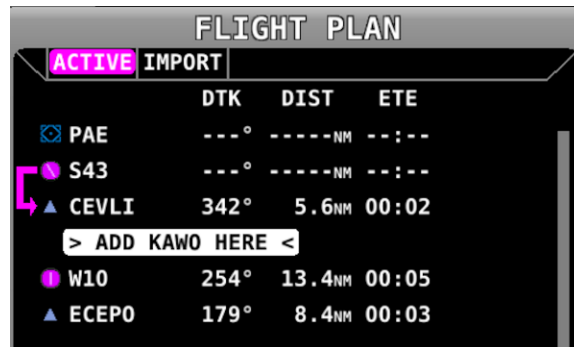 FLIGHT PLAN
ACTIVE IMPORT
DTK DIST ETE
PAE ---° -----NM --:--
S43 ---° -----NM --:--
CEVLI 342° 5.6NM 00:02
> ADD KAWO HERE <
W10 254° 13.4NM 00:05
ECEPO 179° 8.4NM 00:03